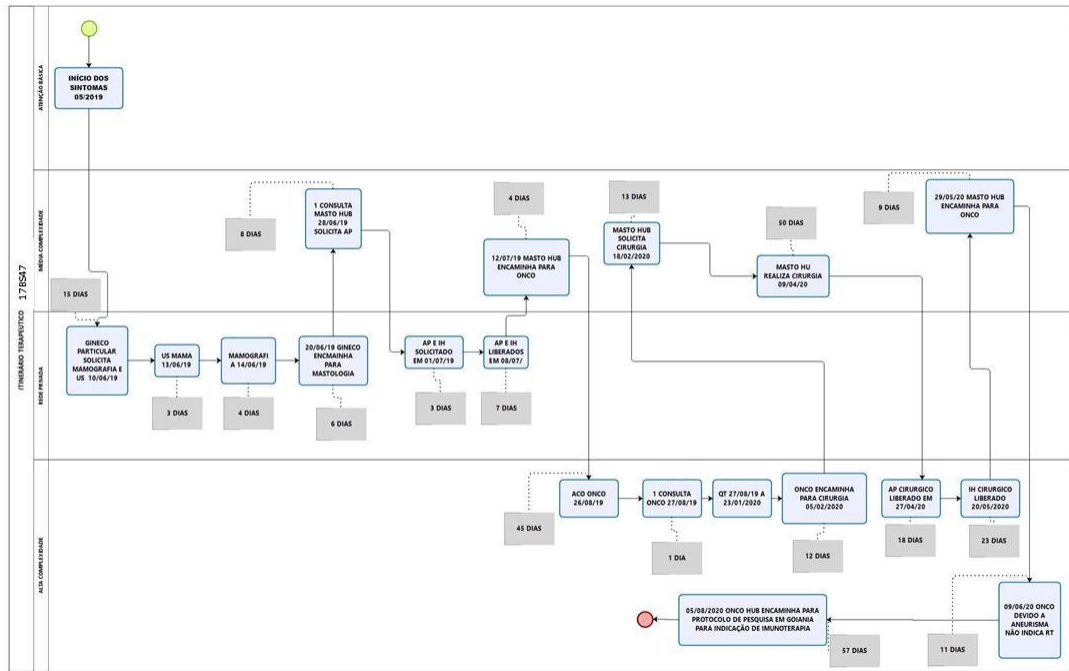 ITINERÁRIO TERAPEUTICO 17BS47
ATENÇÃO BÁSICA
INÍCIO DOS
SINTOMAS
05/2019
MÉDIA COMPLEXIDADE
8 DIAS
1 CONSULTA
MASTO HUB
28/06/19
SOLICITA AP
4 DIAS
12/07/19 MASTO HUB
ENCAMINHA PARA
ONCO
13 DIAS
MASTO HUB
SOLICITA
CIRURGIA
18/02/2020
50 DIAS
MASTO HU
REALIZA CIRURGIA
09/04/20
9 DIAS
29/05/20 MASTO HUB
ENCAMINHA PARA
ONCO
15 DIAS
REDE PRIVADA
GINECO
PARTICULAR
SOLICITA
MAMOGRAFIA E
US 10/06/19
US MAMA
13/06/19
3 DIAS
MAMOGRAFI
A 14/06/19
4 DIAS
20/06/19 GINECO
ENCMAINHA
PARA
MASTOLOGIA
6 DIAS
AP E IH
SOLICITADO
EM 01/07/19
3 DIAS
AP E IH
LIBERADOS
EM 08/07/
7 DIAS
ALTA COMPLEXIDADE
45 DIAS
ACO ONCO
26/08/19
1 CONSULTA
ONCO 27/08/19
1 DIA
QT 27/08/19 A
23/01/2020
ONCO ENCAMINHA
PARA CIRURGIA
05/02/2020
12 DIAS
AP CIRURGICO
LIBERADO EM
27/04/20
18 DIAS
IH CIRURGICO
LIBERADO
20/05/2020
23 DIAS
09/06/20 ONCO
DEVIDO A
ANEURISMA
NÃO INDICA RT
11 DIAS
05/08/2020 ONCO HUB ENCAMINHA PARA
PROTOCOLO DE PESQUISA EM GOIANIA
PARA INDICAÇÃO DE IMUNOTERAPIA
57 DIAS